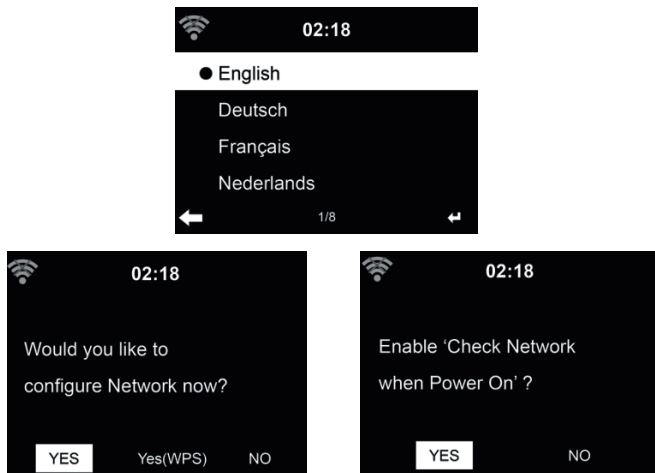 02:18
English
Deutsch
Français
Nederlands
1/8
02:18
Would you like to
configure Network now?
YES Yes(WPS) NO
02:18
Enable ‘Check Network
when Power On’ ?
YES NO